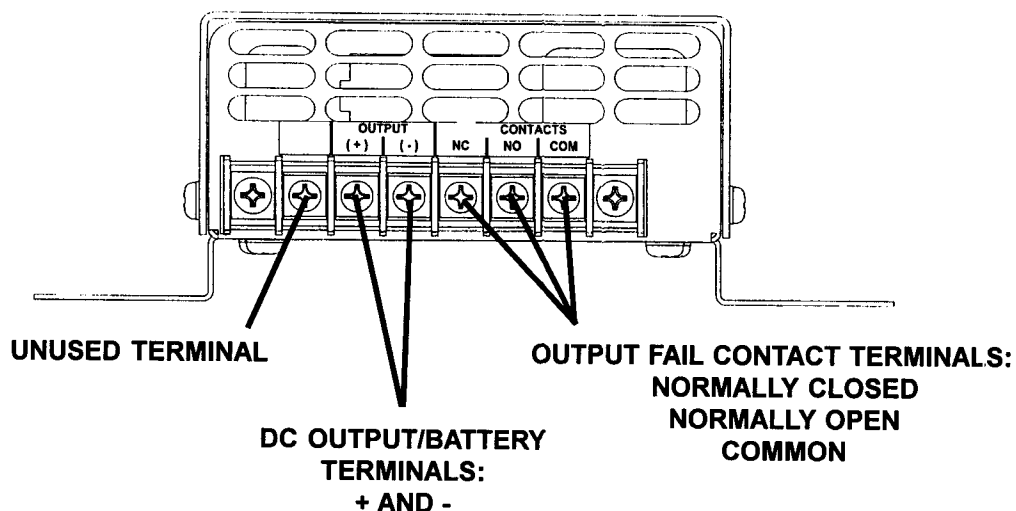 OUTPUT CONTACTS
(+) (-) NC NO COM
UNUSED TERMINAL
OUTPUT FAIL CONTACT TERMINALS:
NORMALLY CLOSED
NORMALLY OPEN
COMMON
DC OUTPUT/BATTERY
TERMINALS:
+ AND -